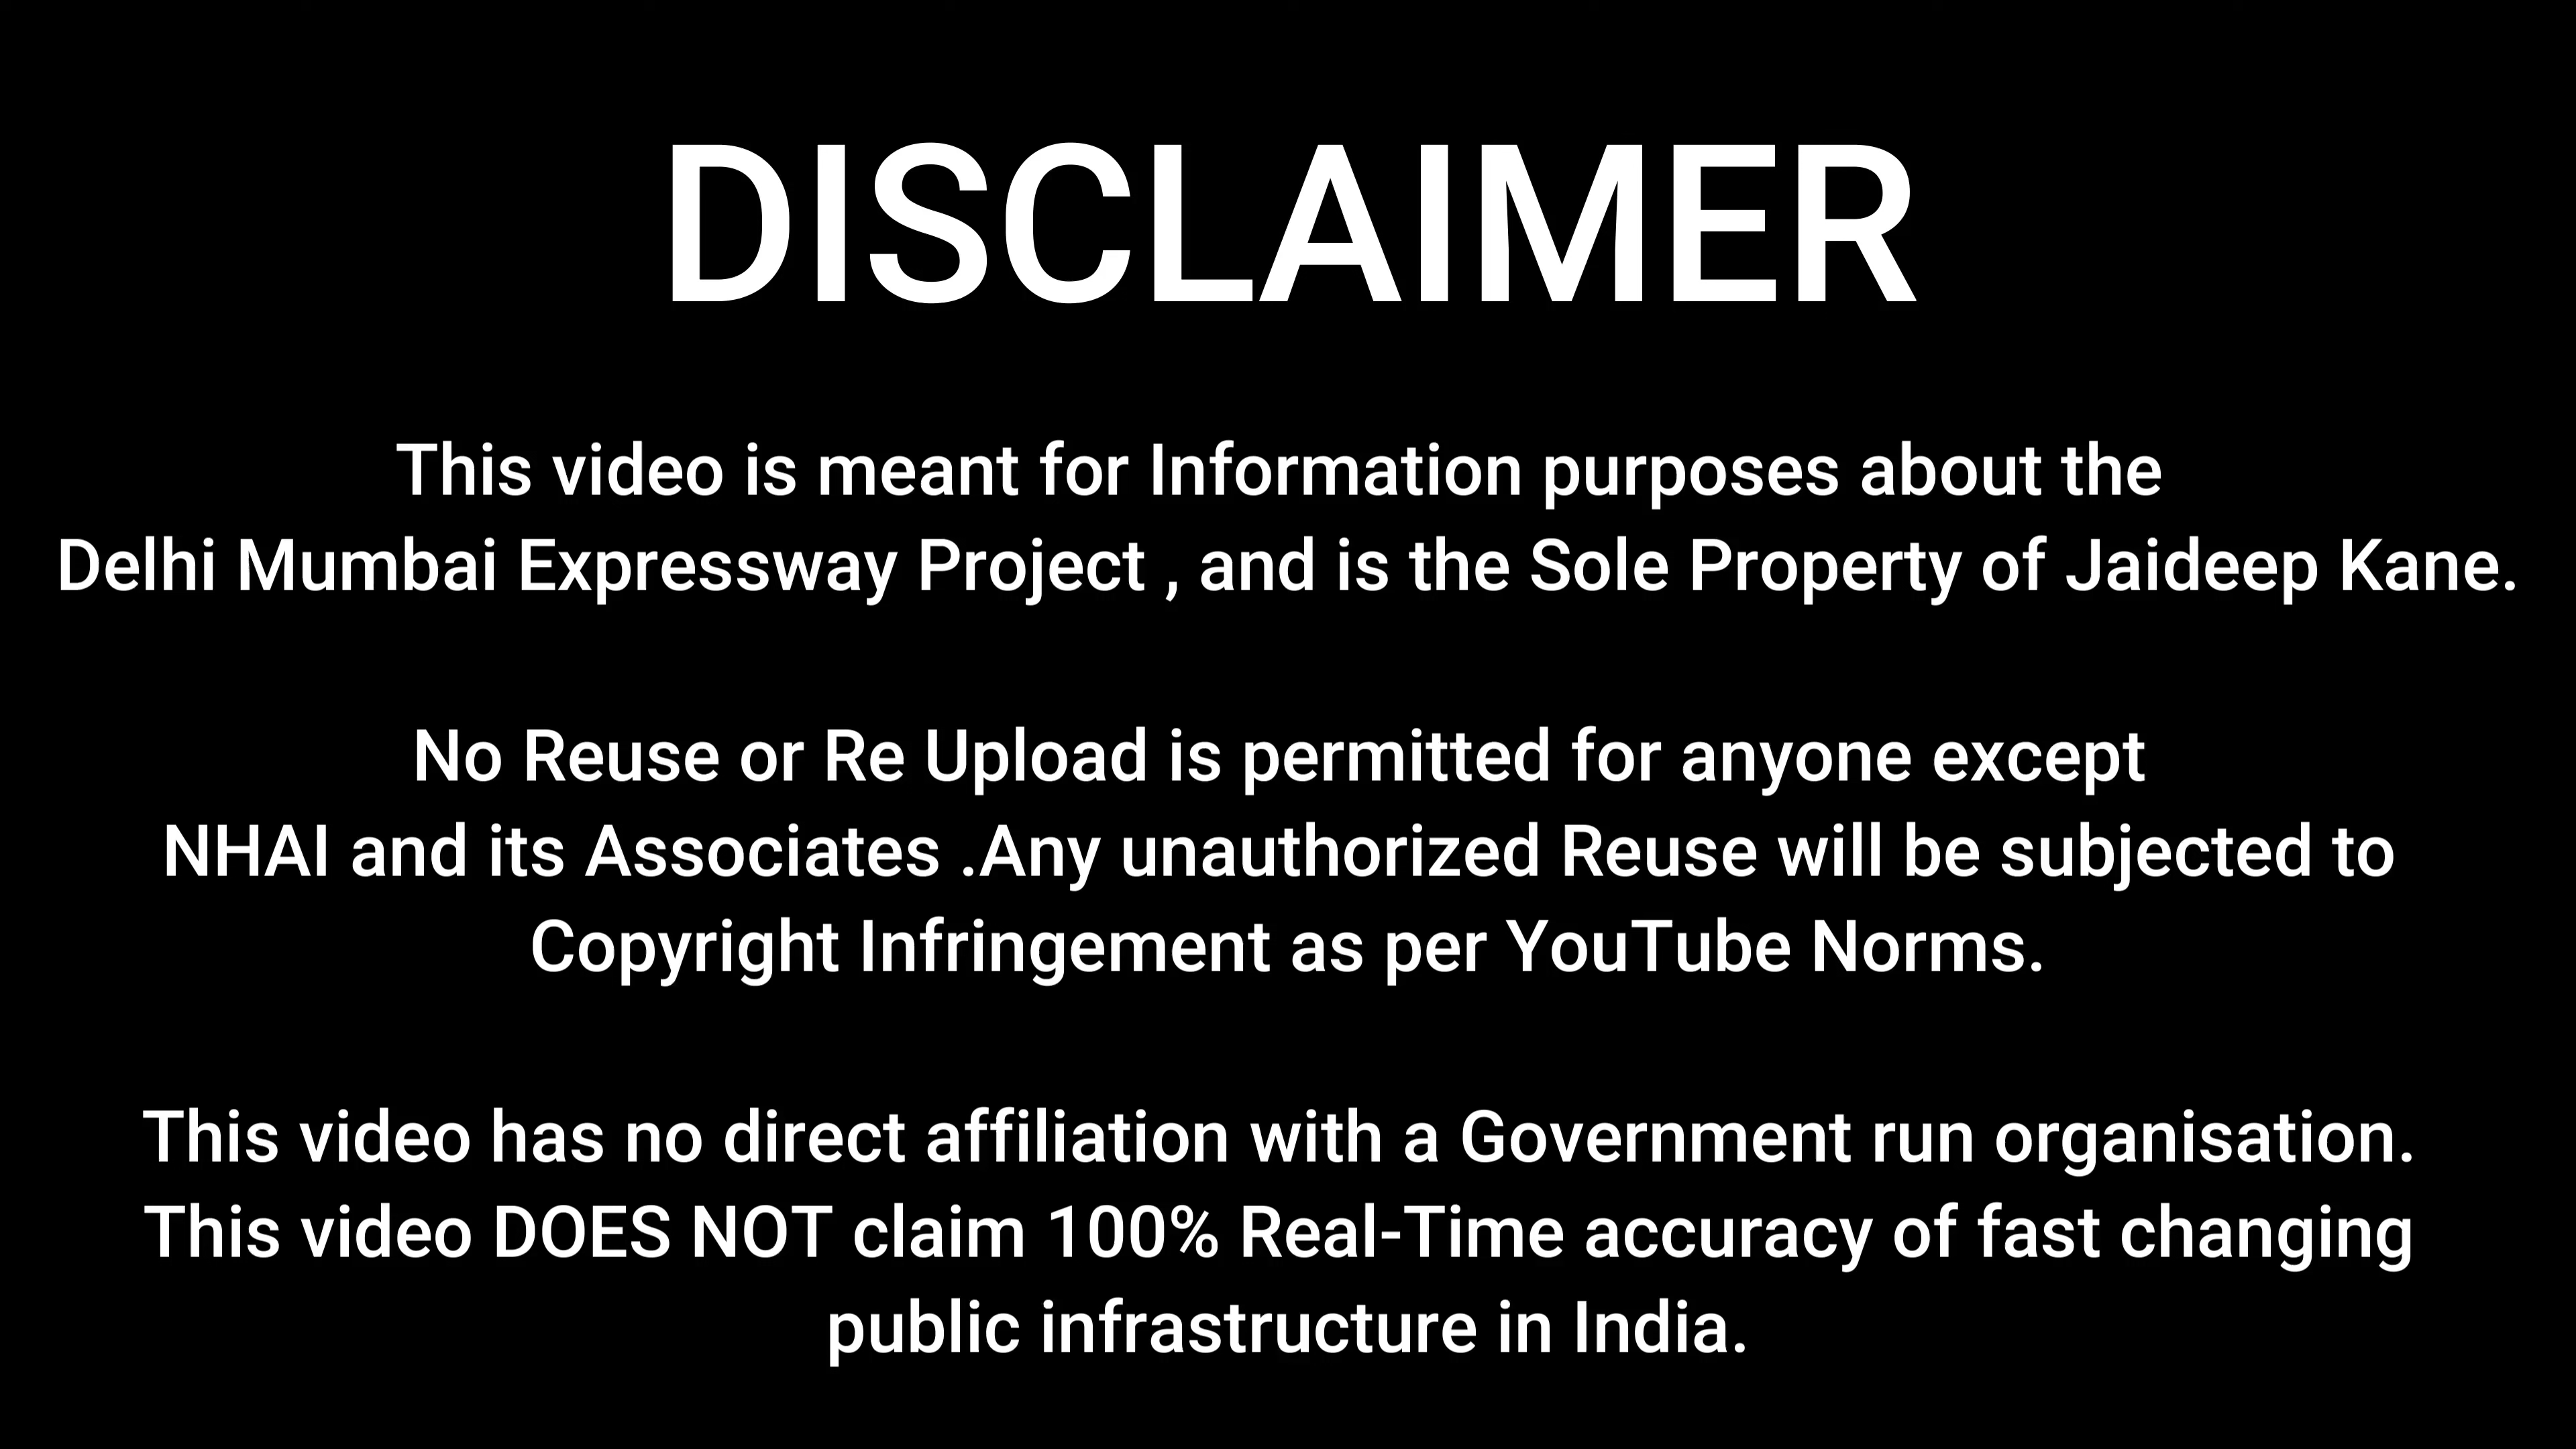 DISCLAIMER
This video is meant for Information purposes about the
Delhi Mumbai Expressway Project , and is the Sole Property of Jaideep Kane.
No Reuse or Re Upload is permitted for anyone except
NHAI and its Associates .Any unauthorized Reuse will be subjected to
Copyright Infringement as per YouTube Norms.
This video has no direct affiliation with a Government run organisation.
This video DOES NOT claim 100% Real-Time accuracy of fast changing
public infrastructure in India.